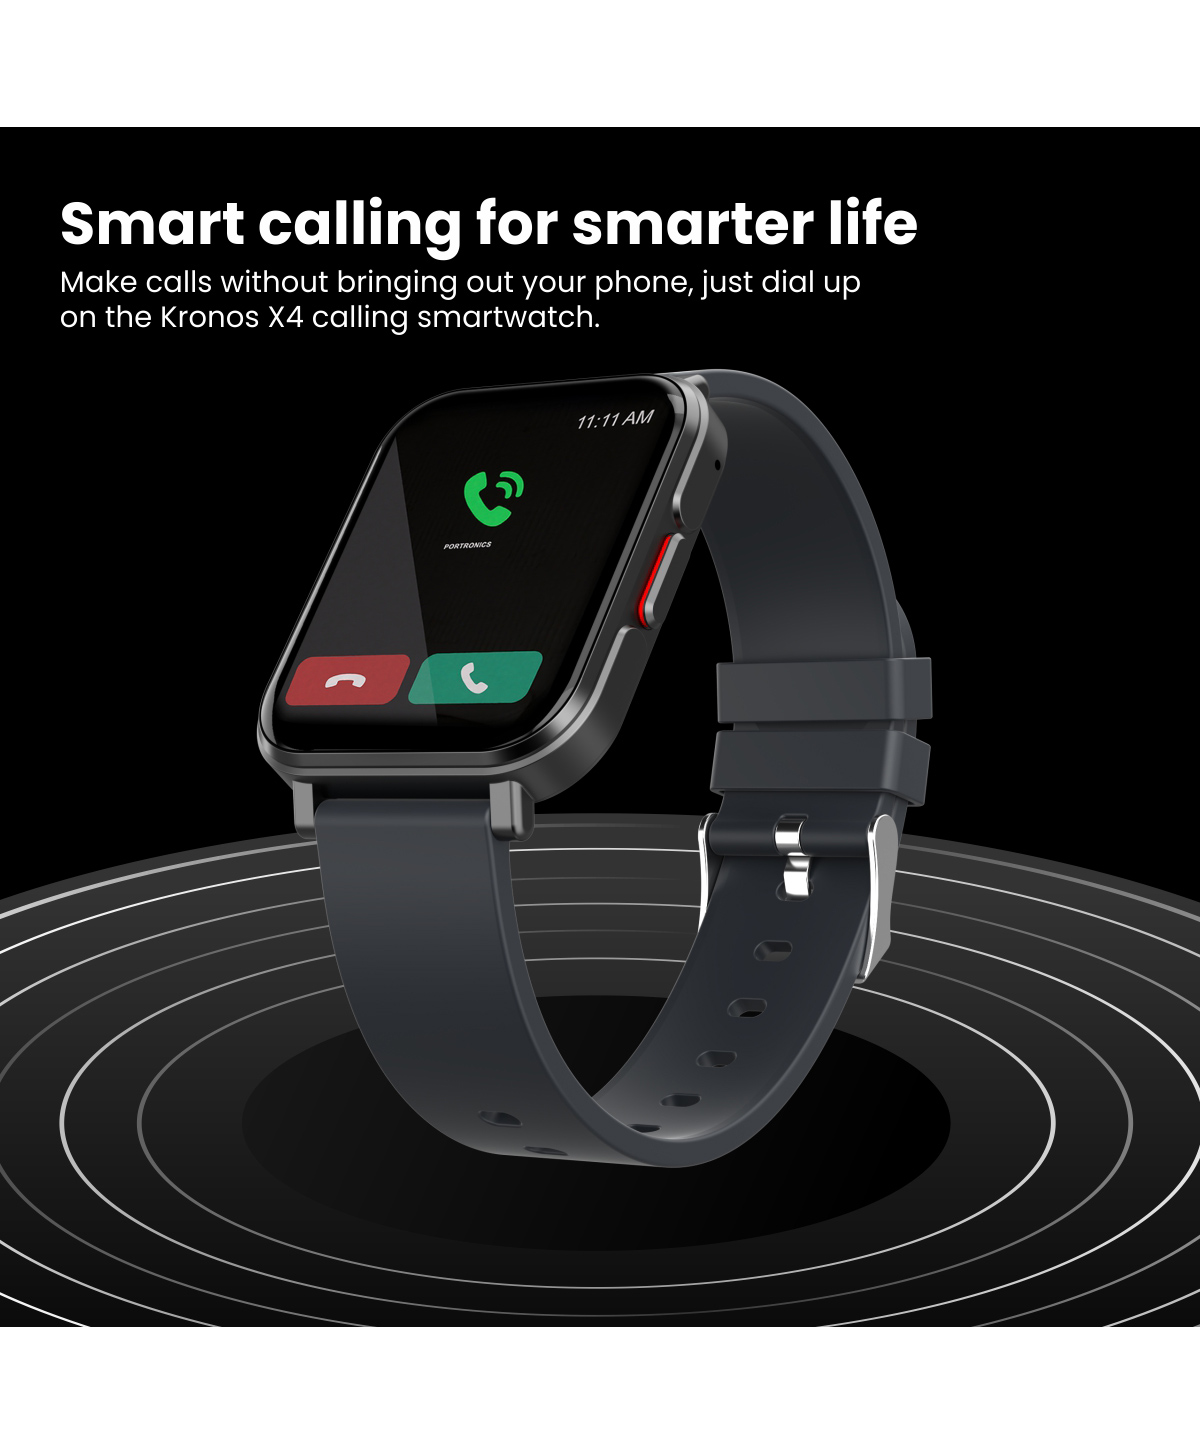 Smart calling for smarter life
Make calls without bringing out your phone, just dial up
on the Kronos X4 calling smartwatch.
11:11 AM
PORTRONICS